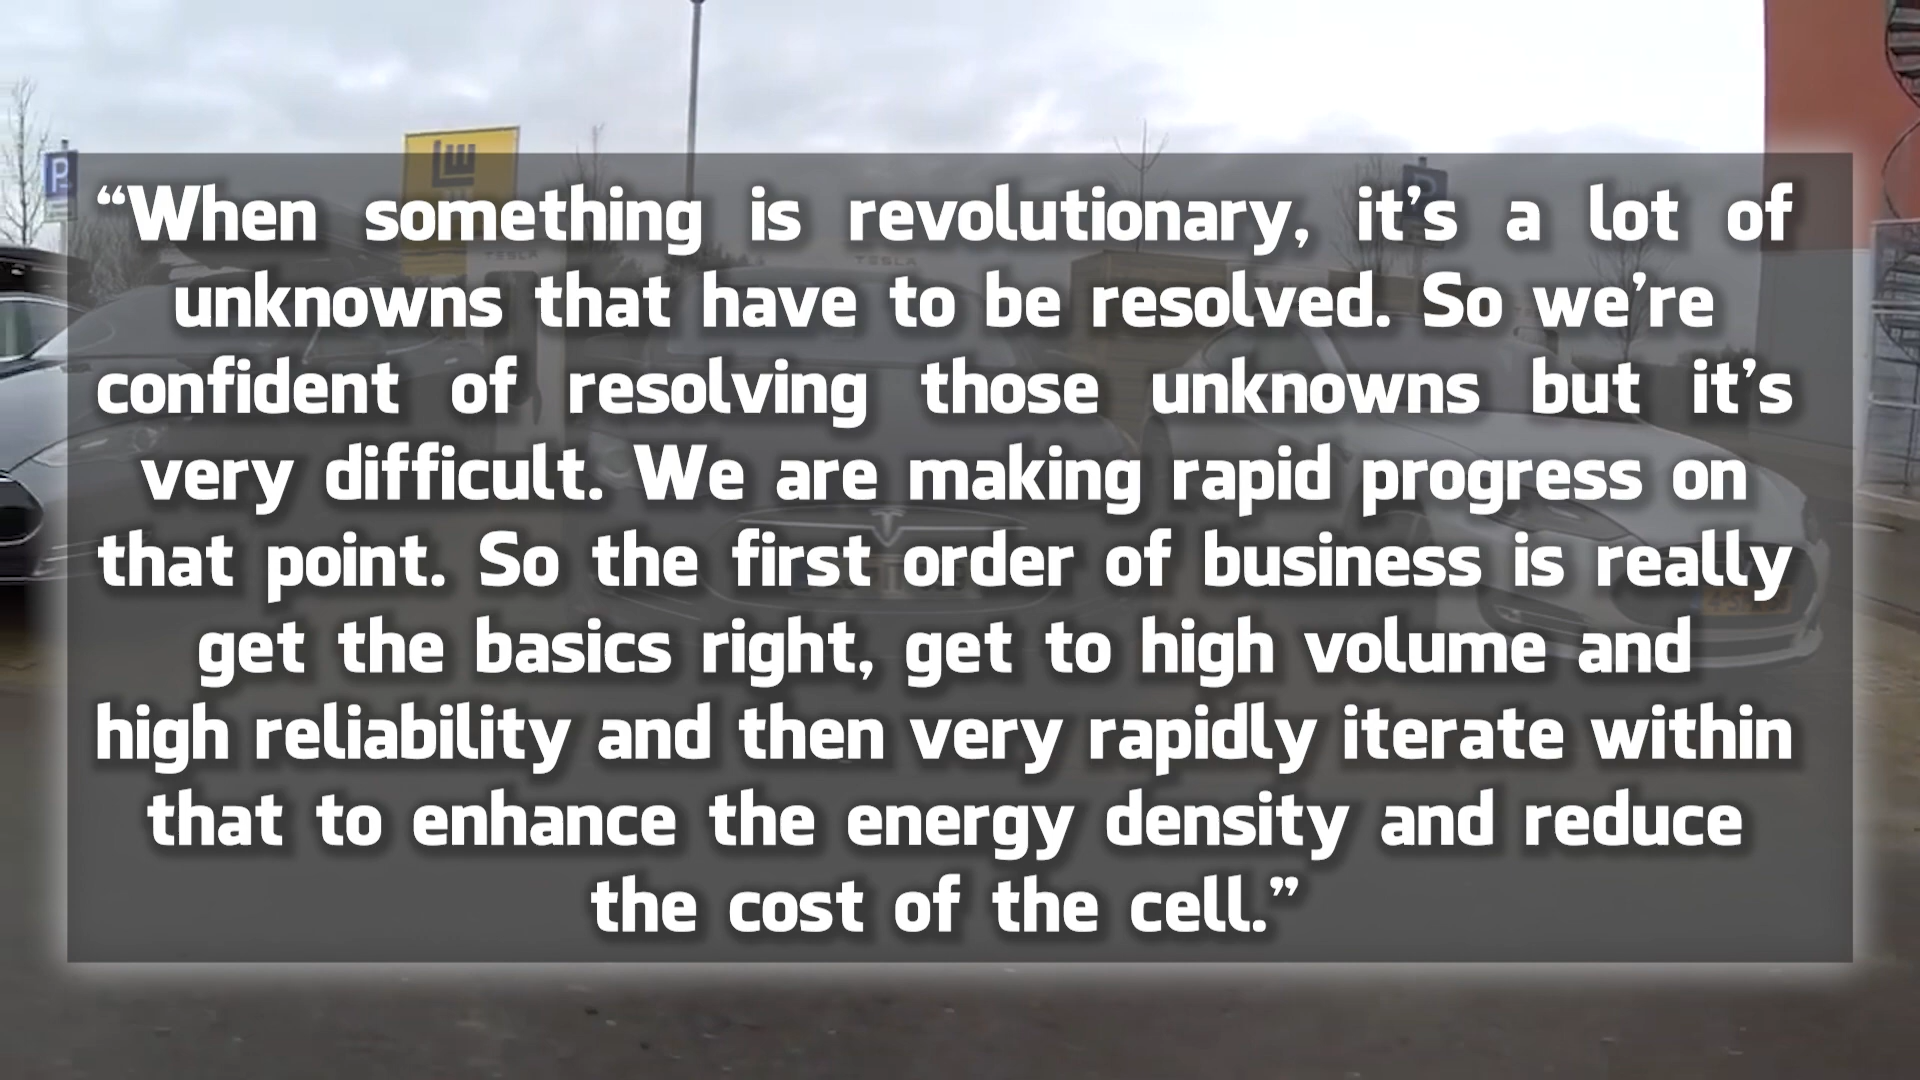 P
TESLA
TESLA
“When something is revolutionary, it’s a lot of
unknowns that have to be resolved. So we’re
confident of resolving those unknowns but it’s
very difficult. We are making rapid progress on
that point. So the first order of business is really
get the basics right, get to high volume and
high reliability and then very rapidly iterate within
that to enhance the energy density and reduce
the cost of the cell.”